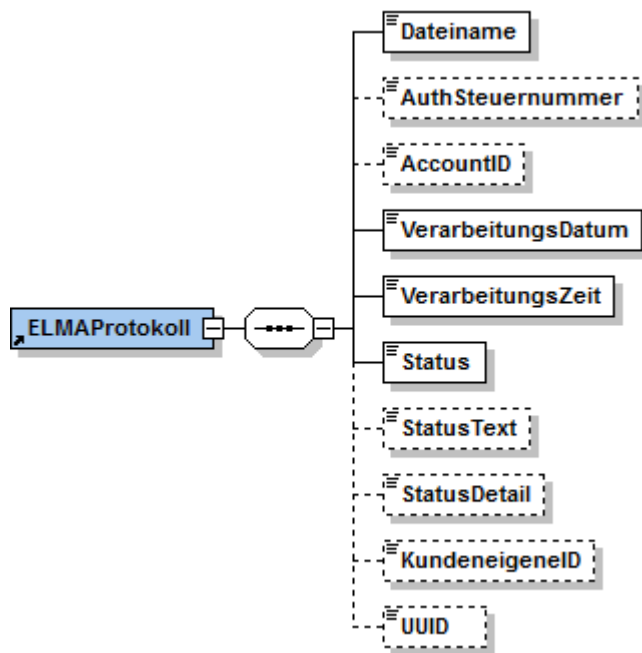 Dateiname
AuthSteuernummer
AccountID
VerarbeitungsDatum
VerarbeitungsZeit
ELMAProtokoll
Status
StatusText
StatusDetail
KundeneigeneID
UUID